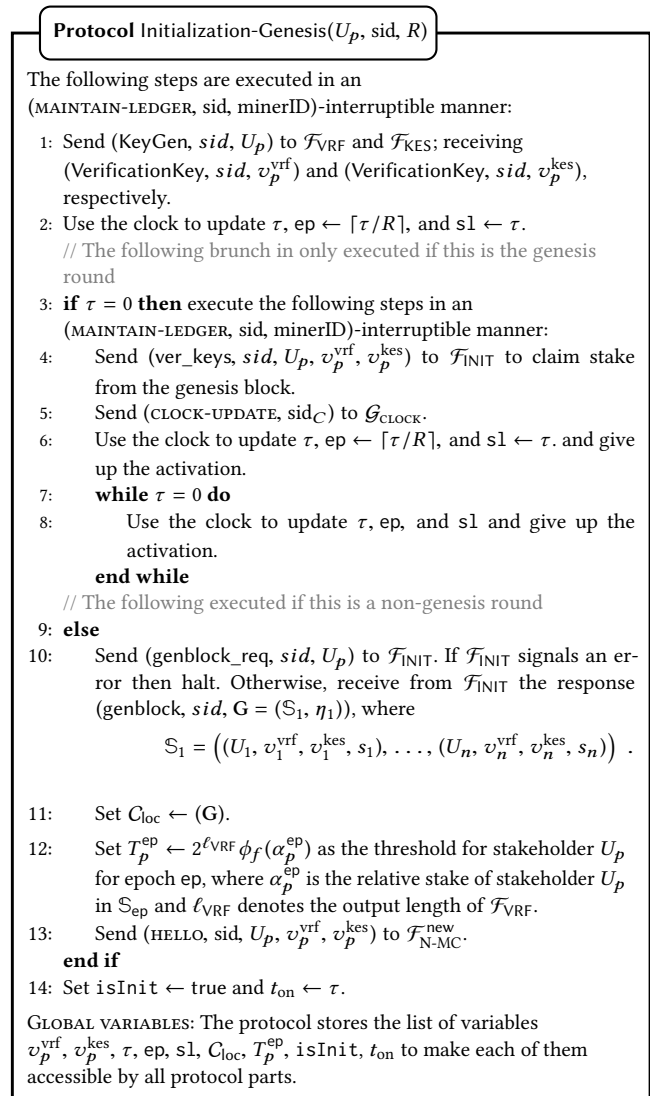 Protocol Initialization-Genesis(U_p, sid, R)
The following steps are executed in an
(MAINTAIN-LEDGER, sid, minerID)-interruptible manner:
1: Send (KeyGen, sid, U_p) to ℱ_VRF and ℱ_KES; receiving
(VerificationKey, sid, v_p^vrf) and (VerificationKey, sid, v_p^kes),
respectively.
2: Use the clock to update τ, ep ← ⌈τ/R⌉, and sl ← τ.
// The following brunch in only executed if this is the genesis
round
3: if τ = 0 then execute the following steps in an
(MAINTAIN-LEDGER, sid, minerID)-interruptible manner:
4: Send (ver_keys, sid, U_p, v_p^vrf, v_p^kes) to ℱ_INIT to claim stake
from the genesis block.
5: Send (CLOCK-UPDATE, sid_C) to 𝒢_CLOCK.
6: Use the clock to update τ, ep ← ⌈τ/R⌉, and sl ← τ. and give
up the activation.
7: while τ = 0 do
8: Use the clock to update τ, ep, and sl and give up the
activation.
end while
// The following executed if this is a non-genesis round
9: else
10: Send (genblock_req, sid, U_p) to ℱ_INIT. If ℱ_INIT signals an er-
ror then halt. Otherwise, receive from ℱ_INIT the response
(genblock, sid, G = (𝕊_1, η_1)), where
𝕊_1 = ((U_1, v_1^vrf, v_1^kes, s_1), . . . , (U_n, v_n^vrf, v_n^kes, s_n)) .
11: Set C_loc ← (G).
12: Set T_p^ep ← 2^ℓ_VRF ϕ_f(α_p^ep) as the threshold for stakeholder U_p
for epoch ep, where α_p^ep is the relative stake of stakeholder U_p
in 𝕊_ep and ℓ_VRF denotes the output length of ℱ_VRF.
13: Send (HELLO, sid, U_p, v_p^vrf, v_p^kes) to ℱ_N-MC^new.
end if
14: Set isInit ← true and t_on ← τ.
GLOBAL VARIABLES: The protocol stores the list of variables
v_p^vrf, v_p^kes, τ, ep, sl, C_loc, T_p^ep, isInit, t_on to make each of them
accessible by all protocol parts.